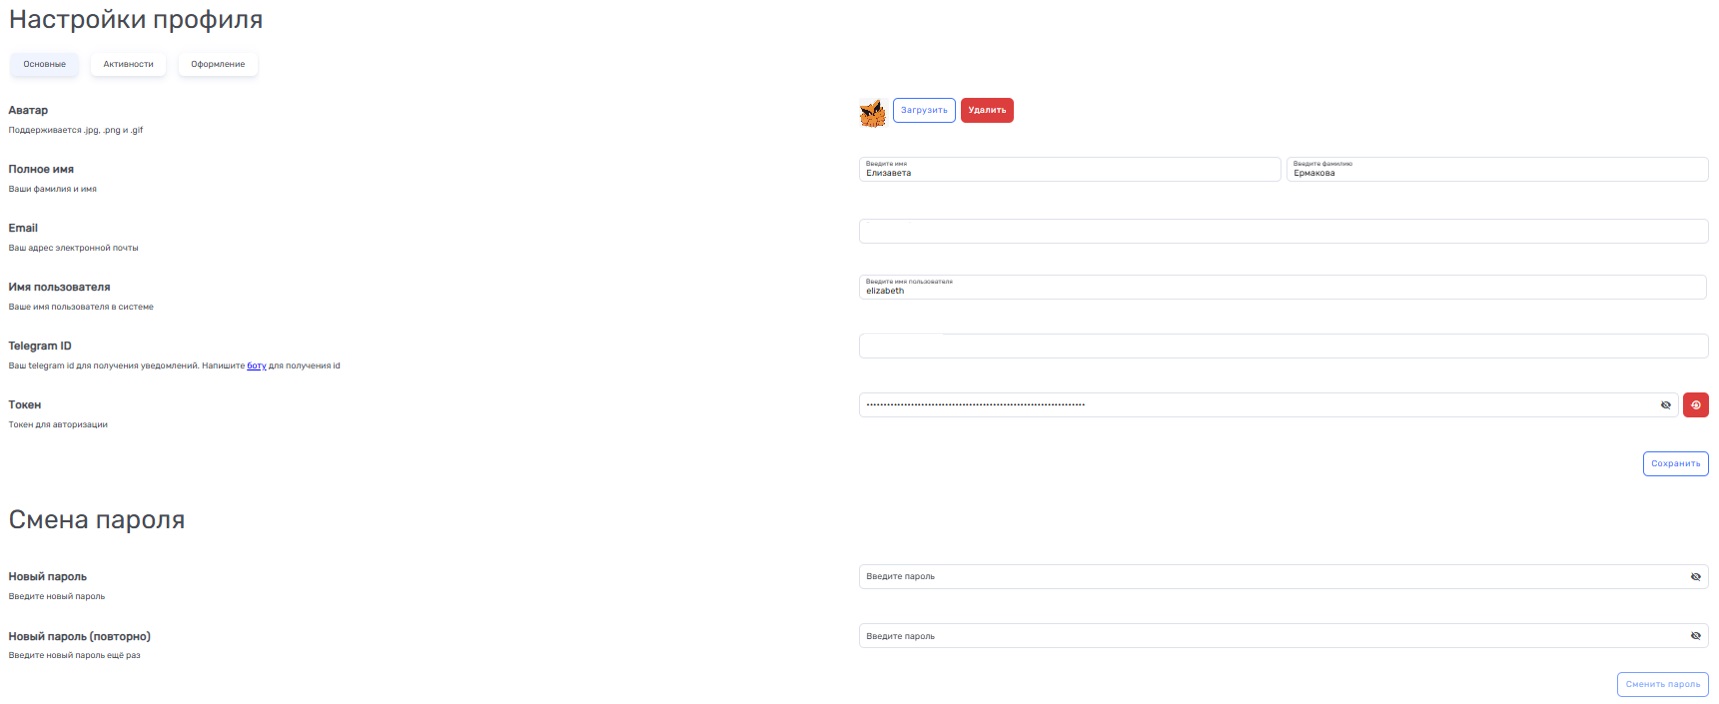 Настройки профиля
Основные Активности Оформление
Аватар
Поддерживается .jpg, .png и .gif
Загрузить Удалить
Полное имя
Ваши фамилия и имя
Введите имя
Елизавета
Введите фамилию
Ермакова
Email
Ваш адрес электронной почты
Имя пользователя
Ваше имя пользователя в системе
Введите имя пользователя
elizabeth
Telegram ID
Ваш telegram id для получения уведомлений. Напишите боту для получения id
Токен
Токен для авторизации
Сохранить
Смена пароля
Новый пароль
Введите новый пароль
Введите пароль
Новый пароль (повторно)
Введите новый пароль ещё раз
Введите пароль
Сменить пароль